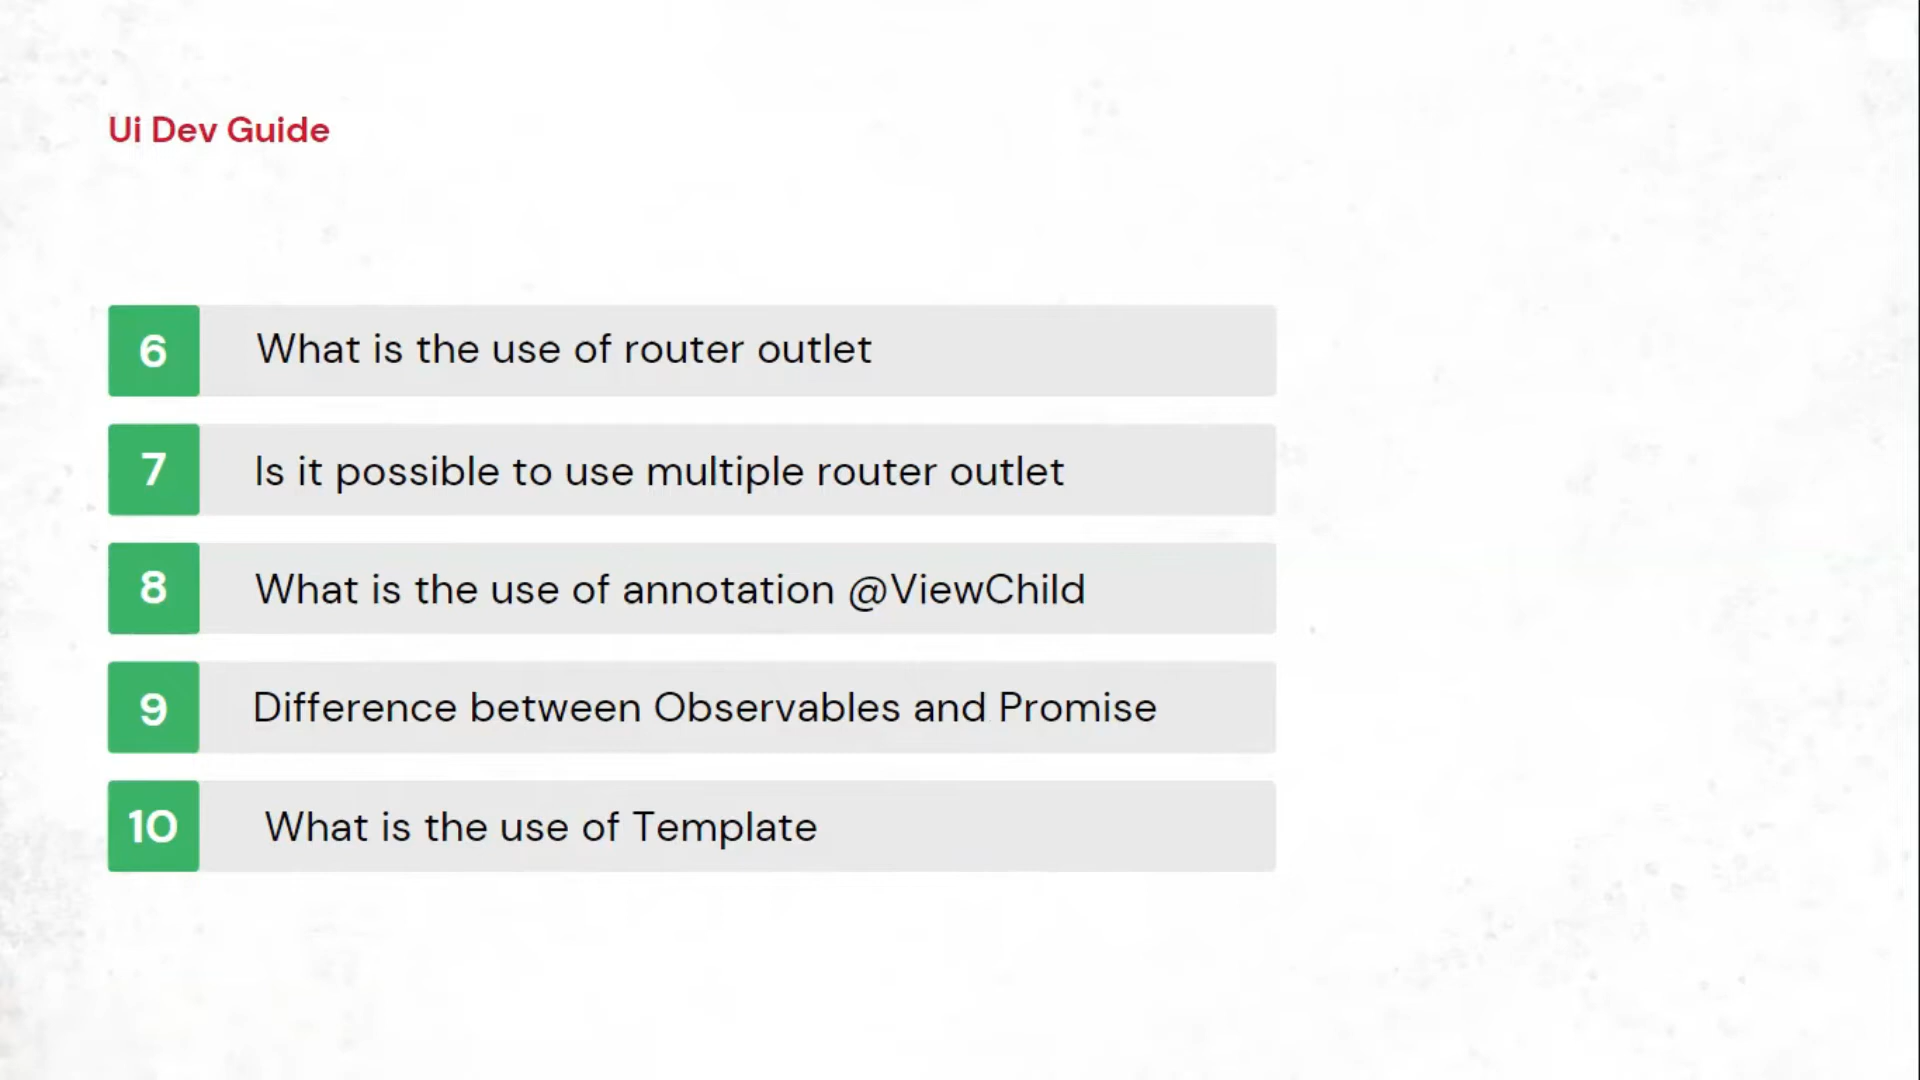 Ui Dev Guide
6 What is the use of router outlet
7 Is it possible to use multiple router outlet
8 What is the use of annotation @ViewChild
9 Difference between Observables and Promise
10 What is the use of Template